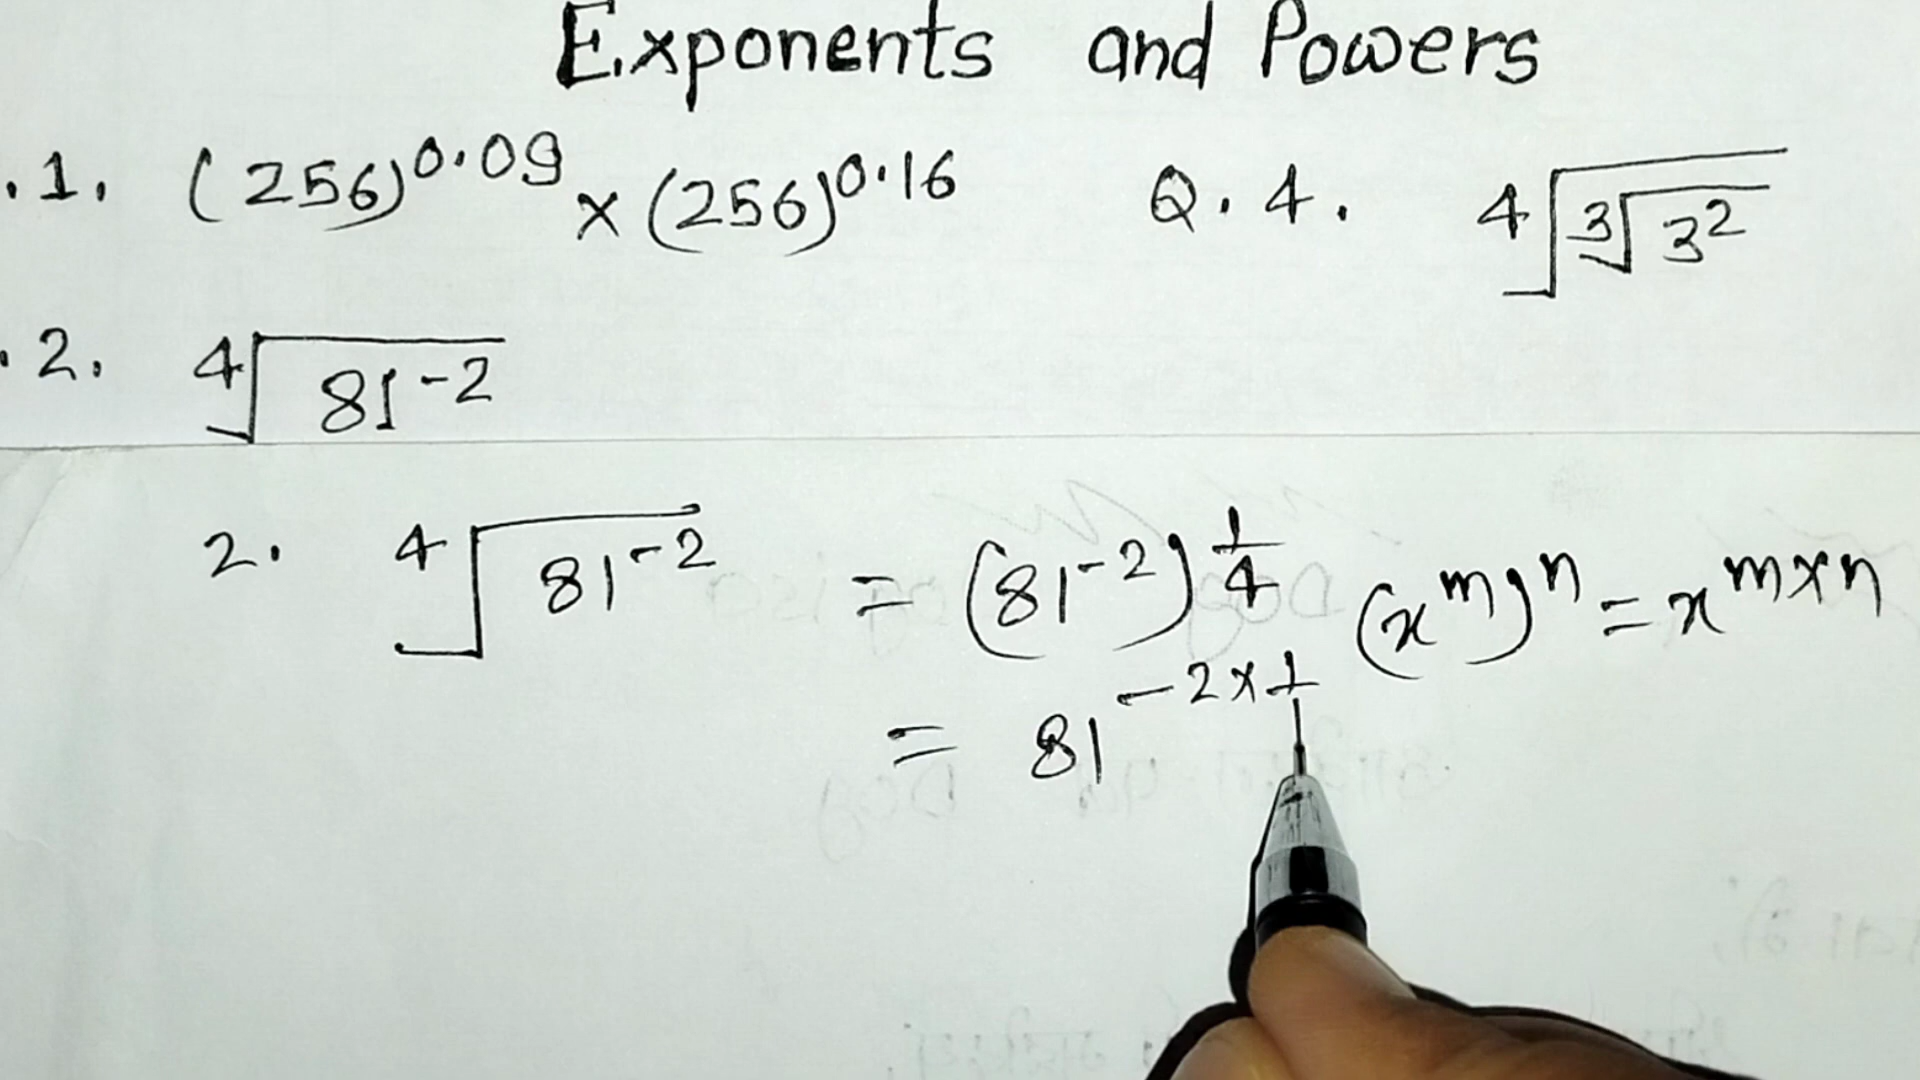 Exponents and Powers
.1. (256)^0.09 × (256)^0.16
Q.4. ⁴√(³√(3²))
.2. ⁴√(81⁻²)
2. ⁴√(81⁻²) = (81⁻²)^(1/4) (x^m)^n = x^(m×n)
= 81^(-2×1/